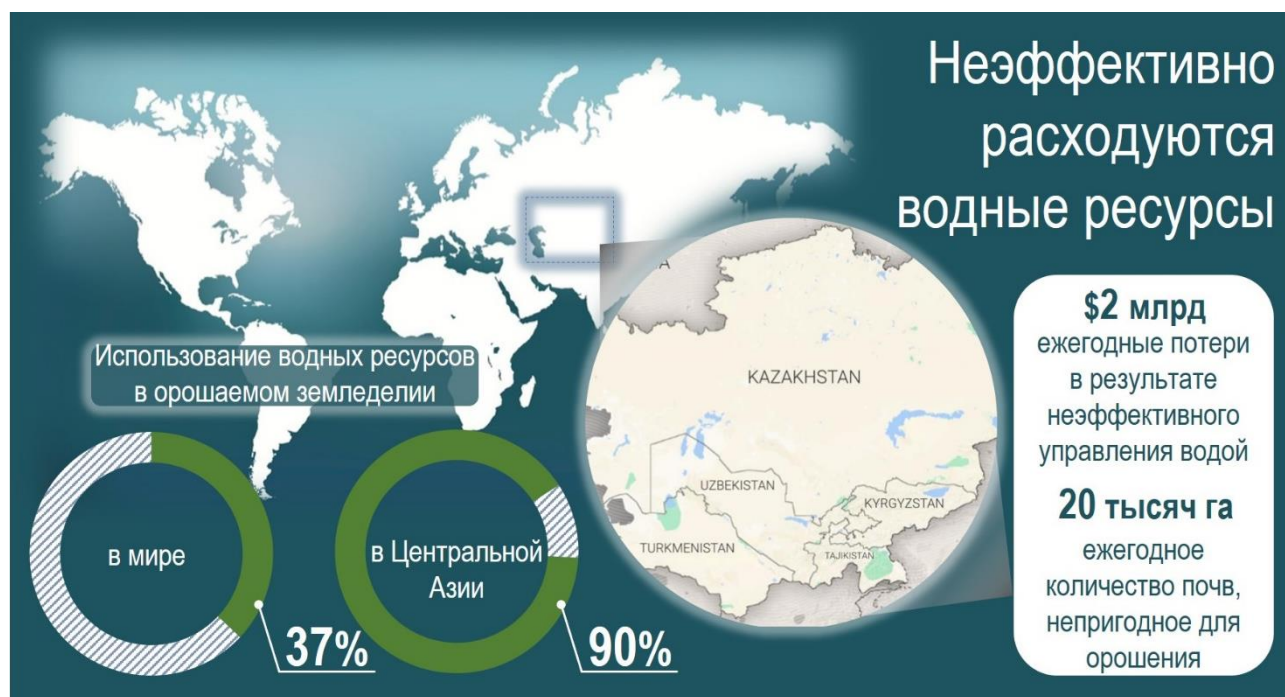 Неэффективно
расходуются
водные ресурсы
Использование водных ресурсов
в орошаемом земледелии
в мире
37%
в Центральной
Азии
90%
KAZAKHSTAN
UZBEKISTAN
KYRGYZSTAN
TURKMENISTAN
TAJIKISTAN
$2 млрд
ежегодные потери
в результате
неэффективного
управления водой
20 тысяч га
ежегодное
количество почв,
непригодное для
орошения